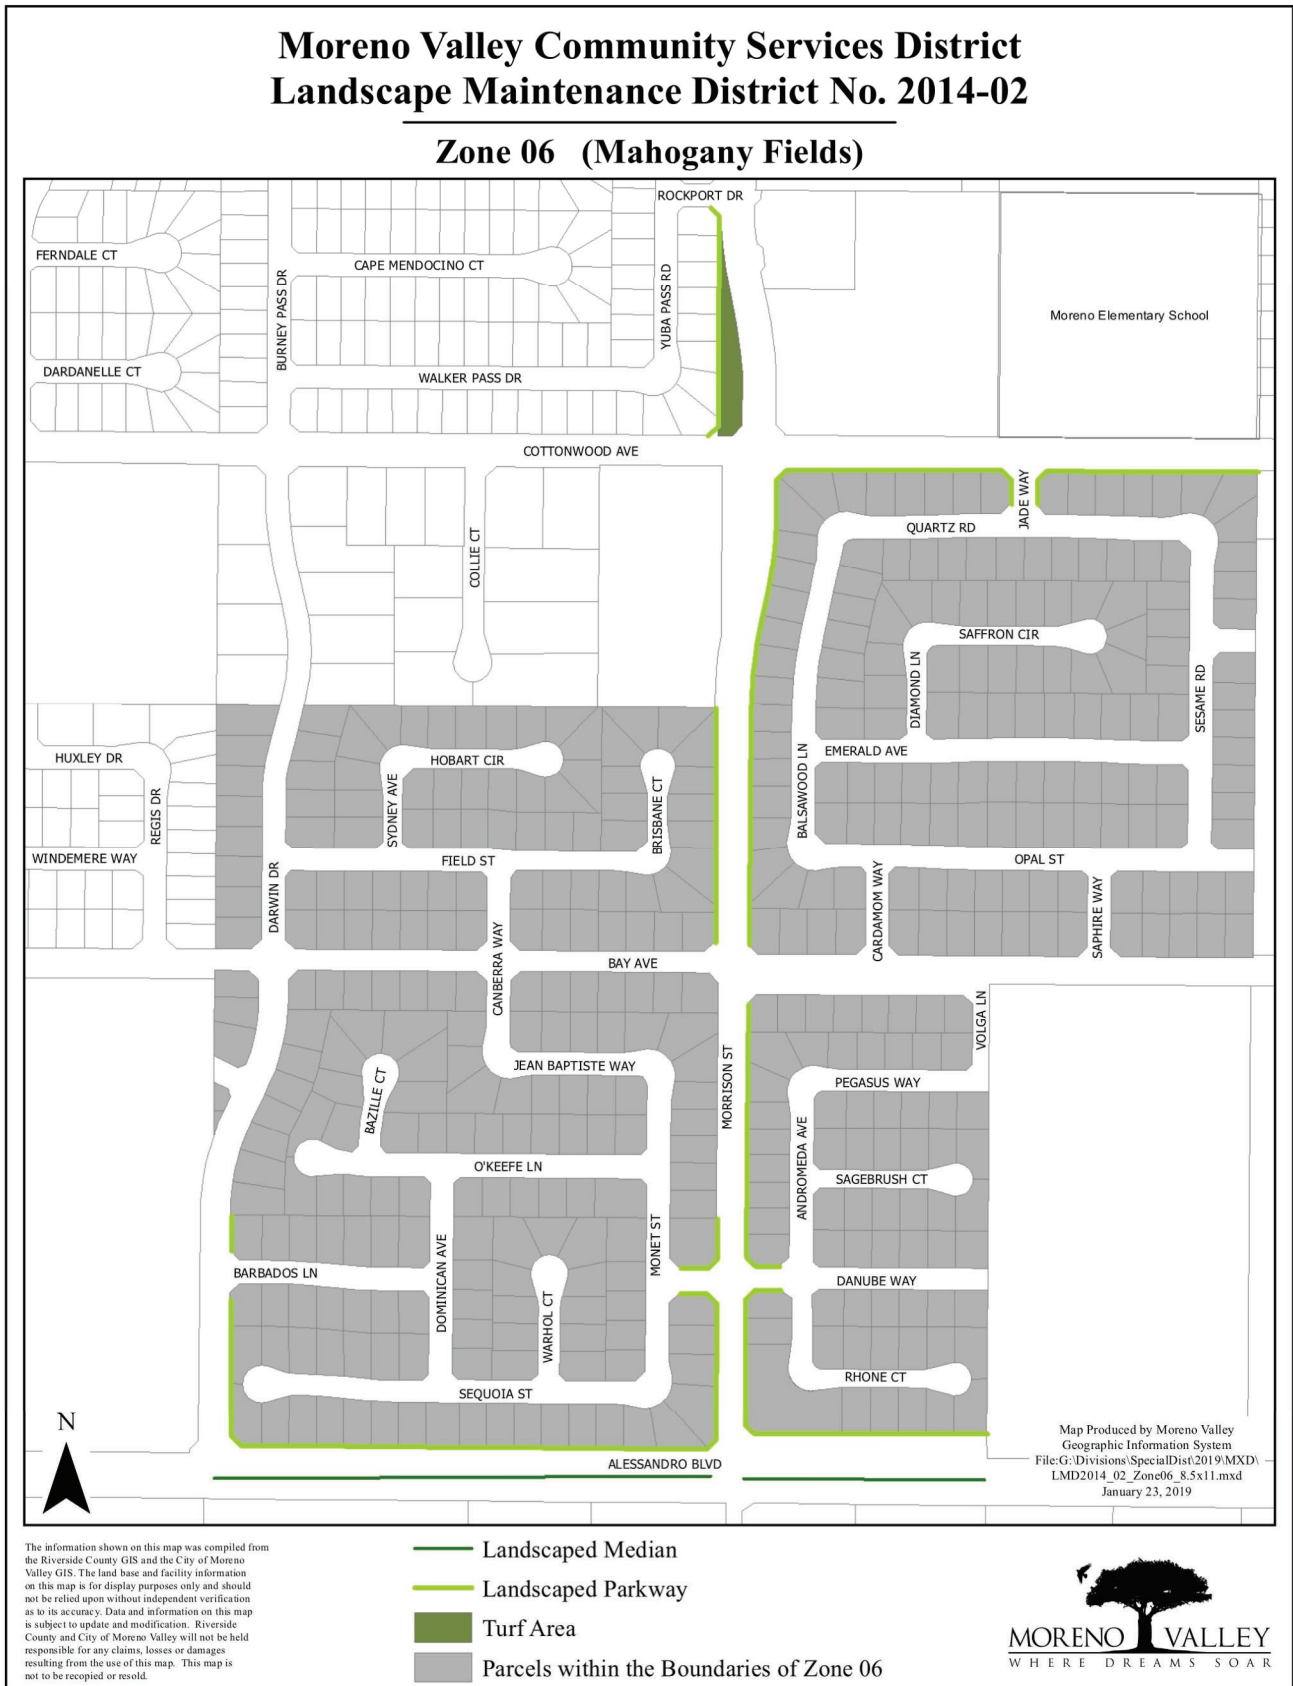 Moreno Valley Community Services District
Landscape Maintenance District No. 2014-02
Zone 06 (Mahogany Fields)
ROCKPORT DR
FERNDALE CT
CAPE MENDOCINO CT
BURNEY PASS DR
YUBA PASS RD
Moreno Elementary School
DARDANELLE CT
WALKER PASS DR
COTTONWOOD AVE
JADE WAY
QUARTZ RD
COLLIE CT
SAFFRON CIR
DIAMOND LN
SESAME RD
HUXLEY DR
HOBART CIR
EMERALD AVE
REGIS DR
SYDNEY AVE
BRISBANE CT
BALSAWOOD LN
WINDEMERE WAY
FIELD ST
OPAL ST
DARWIN DR
CARDAMOM WAY
SAPHIRE WAY
CANBERRA WAY
BAY AVE
VOLGA LN
JEAN BAPTISTE WAY
MORRISON ST
PEGASUS WAY
BAZILLE CT
ANDROMEDA AVE
O'KEEFE LN
SAGEBRUSH CT
MONET ST
BARBADOS LN
DOMINICAN AVE
DANUBE WAY
WARHOL CT
RHONE CT
SEQUOIA ST
N
ALESSANDRO BLVD
Map Produced by Moreno Valley
Geographic Information System
File:G:\Divisions\SpecialDist\2019\MXD\
LMD2014_02_Zone06_8.5x11.mxd
January 23, 2019
The information shown on this map was compiled from
the Riverside County GIS and the City of Moreno
Valley GIS. The land base and facility information
on this map is for display purposes only and should
not be relied upon without independent verification
as to its accuracy. Data and information on this map
is subject to update and modification. Riverside
County and City of Moreno Valley will not be held
responsible for any claims, losses or damages
resulting from the use of this map. This map is
not to be recopied or resold.
Landscaped Median
Landscaped Parkway
Turf Area
Parcels within the Boundaries of Zone 06
MORENO VALLEY
WHERE DREAMS SOAR